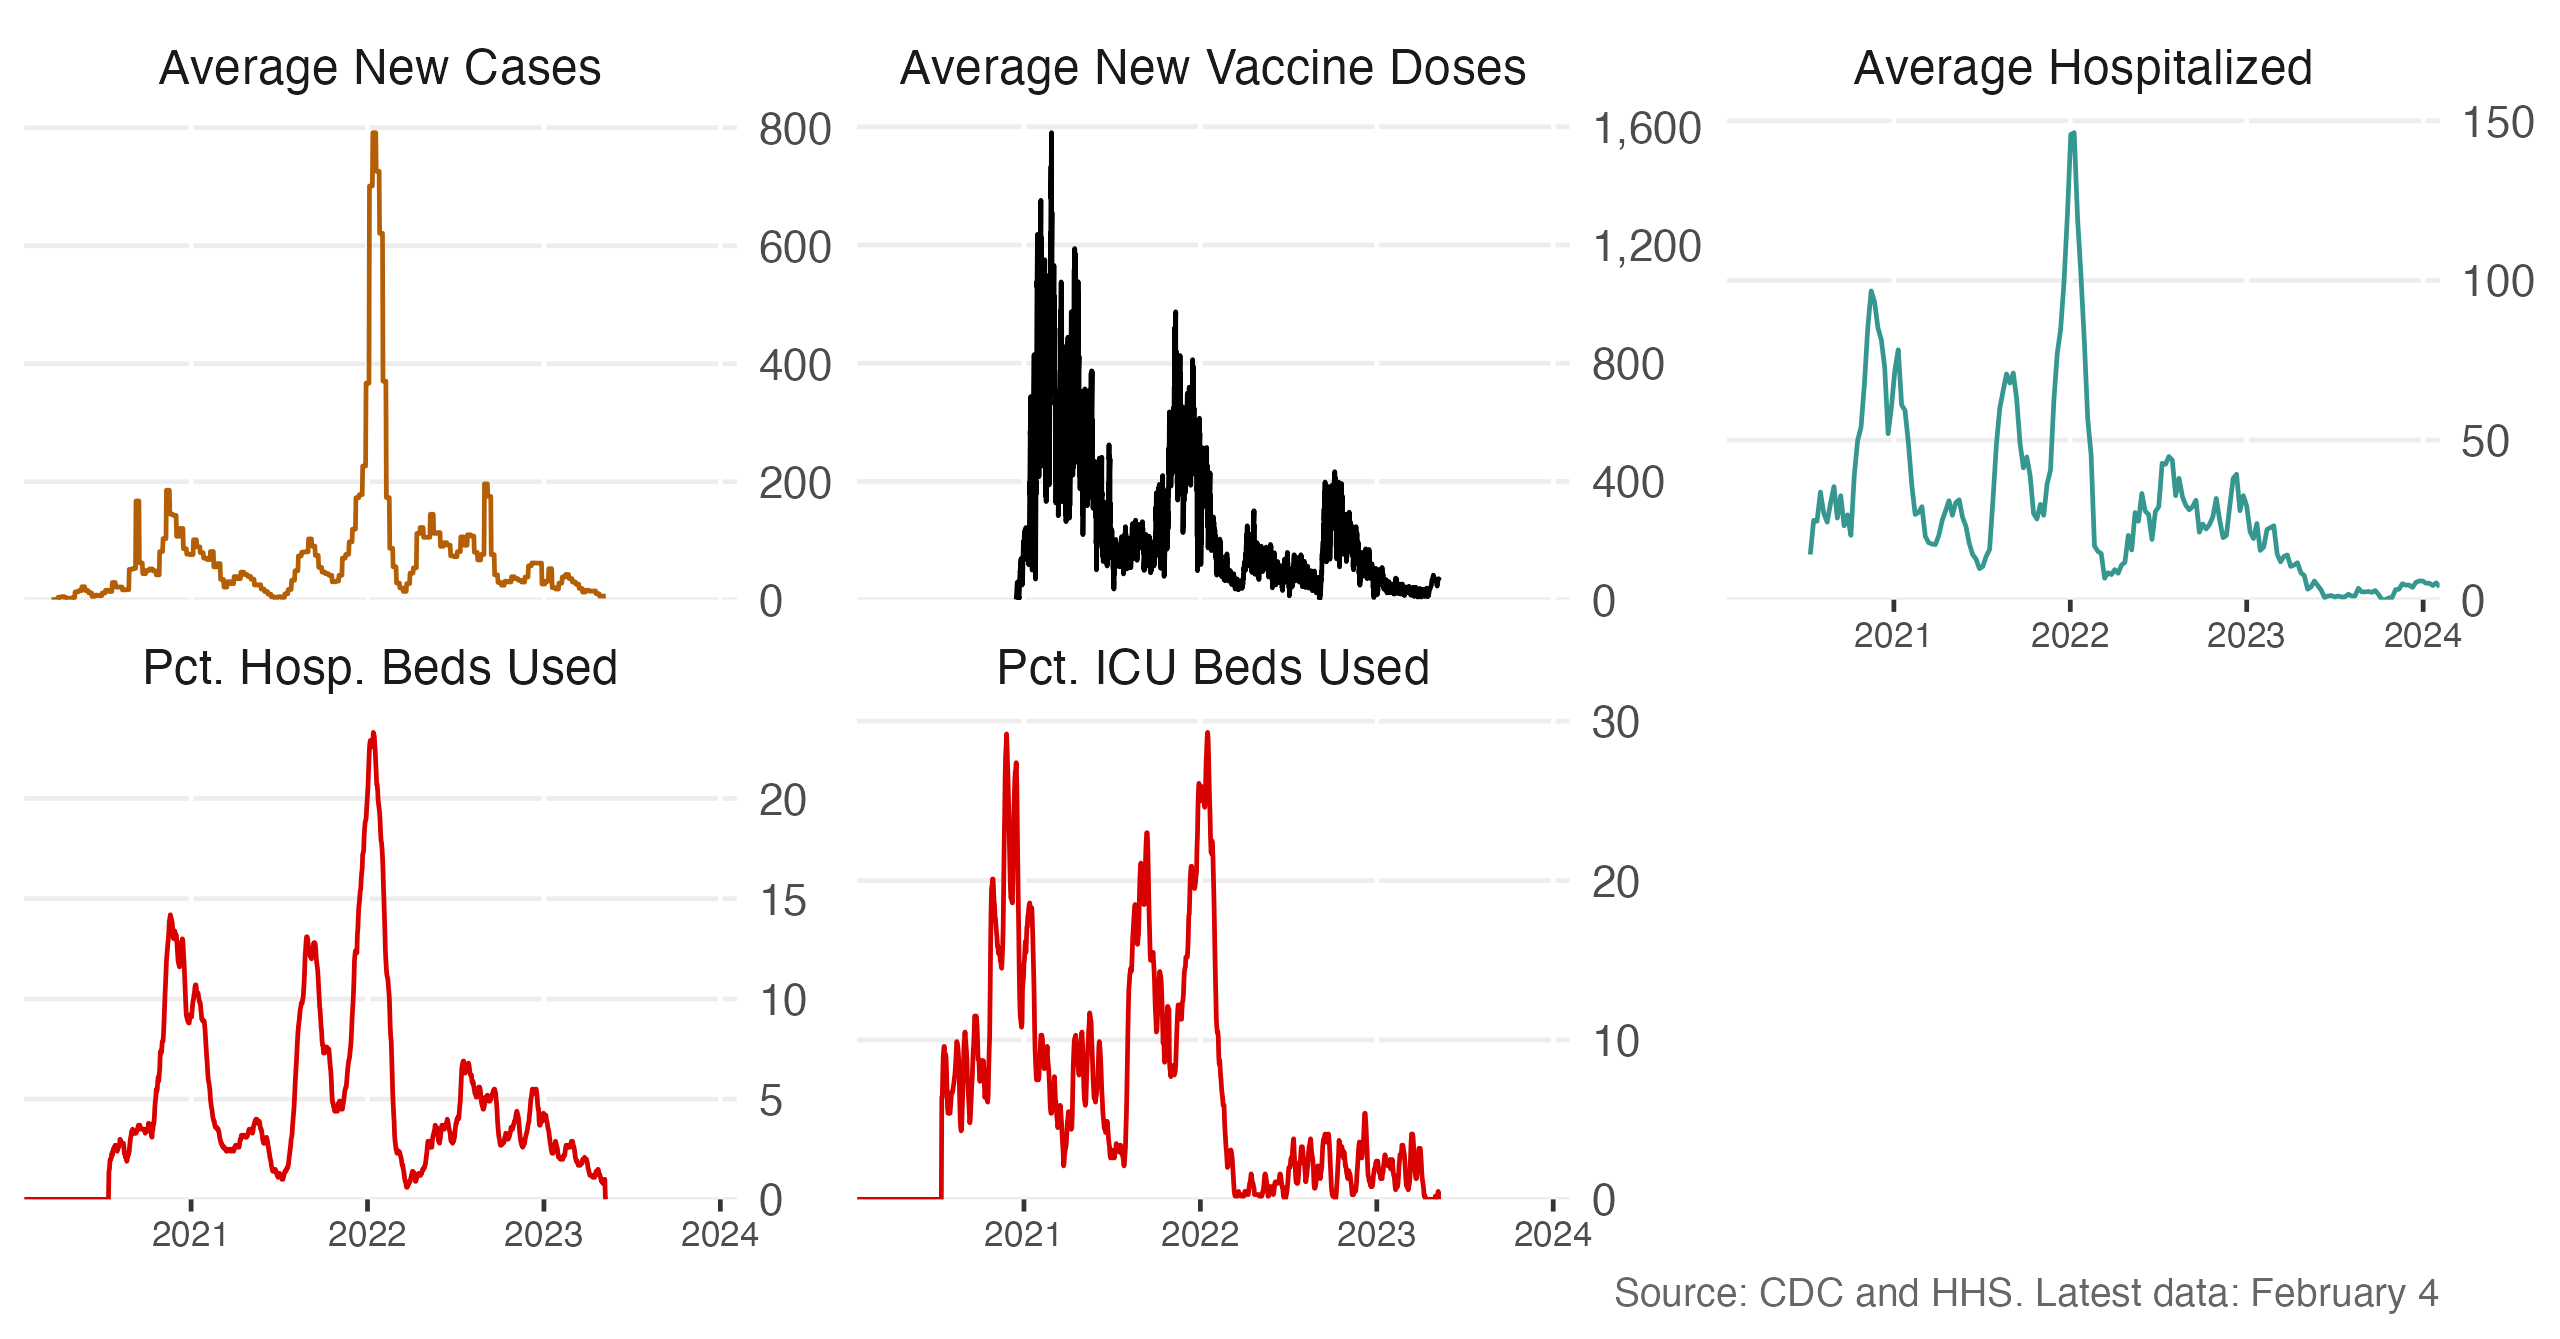 Average New Cases
800
600
400
200
0
Average New Vaccine Doses
1,600
1,200
800
400
0
Average Hospitalized
150
100
50
0
2021 2022 2023 2024
Pct. Hosp. Beds Used
20
15
10
5
0
2021 2022 2023 2024
Pct. ICU Beds Used
30
20
10
0
2021 2022 2023 2024
Source: CDC and HHS. Latest data: February 4